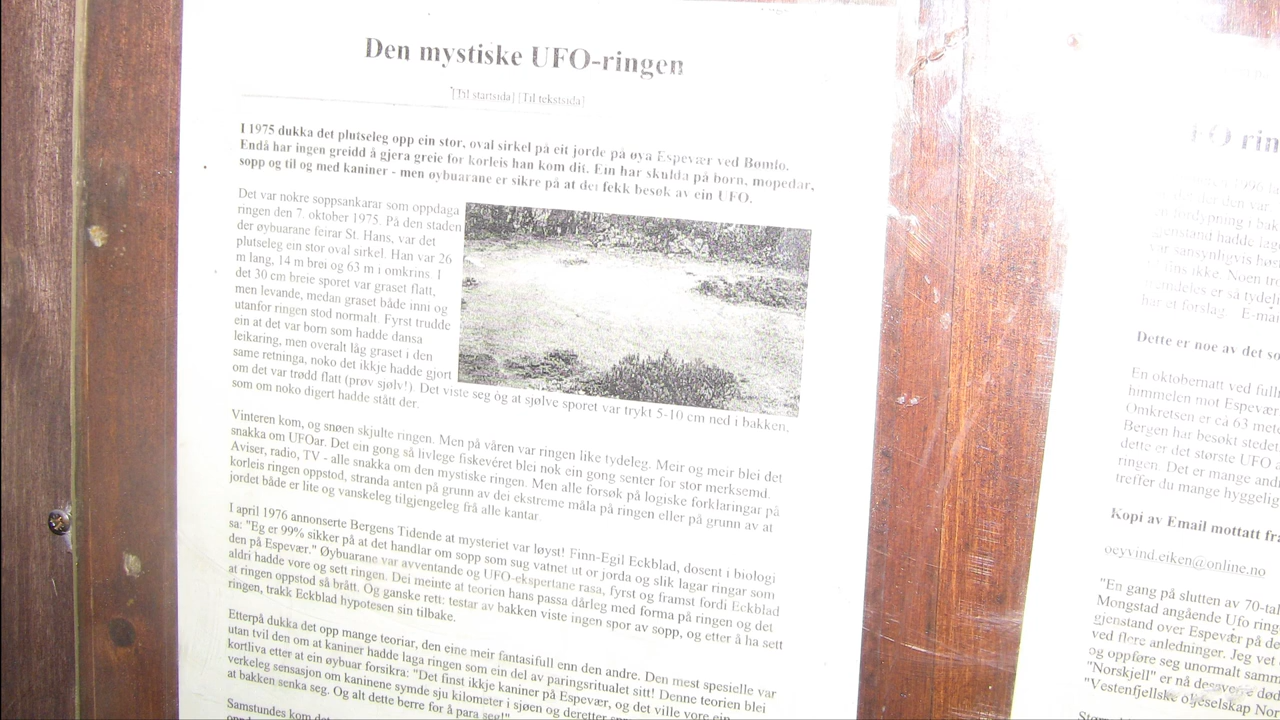 Den mystiske UFO-ringen
[Til startsida] [Til tekstsida]
I 1975 dukka det plutseleg opp ein stor, oval sirkel på eit jorde på øya Espevær ved Bømlo.
Endå har ingen greidd å gjera greie for korleis han kom dit. Ein har skulda på born, mopedar,
sopp og til og med kaniner - men øybuarane er sikre på at det fekk besøk av ein UFO.
Det var nokre soppsankarar som oppdaga
ringen den 7. oktober 1975. På den staden
der øybuarane feirar St. Hans, var det
plutseleg ein stor oval sirkel. Han var 26
m lang, 14 m brei og 63 m i omkrins. I
det 30 cm breie sporet var graset flatt,
men levande, medan graset både inni og
utanfor ringen stod normalt. Fyrst trudde
ein at det var born som hadde dansa
leikaring, men overalt låg graset i den
same retninga, noko det ikkje hadde gjort
om det var trødd flatt (prøv sjølv!). Det viste seg òg at sjølve sporet var trykt 5-10 cm ned i bakken,
som om noko digert hadde stått der.
Vinteren kom, og snøen skjulte ringen. Men på våren var ringen like tydeleg. Meir og meir blei det
snakka om UFOar. Det ein gong så livlege fiskeværet blei nok ein gong senter for stor merksemd.
Aviser, radio, TV - alle snakka om den mystiske ringen. Men alle forsøk på logiske forklaringar på
korleis ringen oppstod, stranda anten på grunn av dei ekstreme måla på ringen eller på grunn av at
jordet både er lite og vanskeleg tilgjengeleg frå alle kantar
I april 1976 annonserte Bergens Tidende at mysteriet var løyst! Finn-Egil Eckblad, dosent i biologi
sa: "Eg er 99% sikker på at det handlar om sopp som sug vatnet ut or jorda og slik lagar ringar som
den på Espevær." Øybuarane var avventande og UFO-ekspertane rasa, fyrst og framst fordi Eckblad
aldri hadde vore og sett ringen. Dei meinte at teorien hans passa dårleg med forma på ringen og det
at ringen oppstod så brått. Og ganske rett: testar av bakken viste ingen spor av sopp, og etter å ha sett
ringen, trakk Eckblad hypotesen sin tilbake.
Etterpå dukka det opp mange teoriar, den eine meir fantasifull enn den andre. Den mest spesielle var
utan tvil den om at kaniner hadde laga ringen som ein del av paringsritualet sitt! Denne teorien blei
kortliva etter at ein øybuar forsikra: "Det finst ikkje kaniner på Espevær, og det ville vore ein
verkeleg sensasjon om kaninene symde sju kilometer i sjøen og deretter
at bakken senka seg. Og alt dette berre for å para seg!"
Samstundes kom det
FO rin
Dette er noe av det so
En oktobernatt ved full
himmelen mot Espevær
Omkretsen er ca 63 mete
Bergen har besøkt stedet
dette er det største UFO
ringen. Det er mange and
treffer du mange hyggelig
Kopi av Email mottatt fra
oeyvind.eiken@online.no
"En gang på slutten av 70-tal
Mongstad angående Ufo ring
gjenstand over Espevær på de
ved flere anledninger. Jeg vet
og oppføre seg unormalt samm
"Norskjell" er nå desverre død
"Vestenfjellske oljeselskap Nor